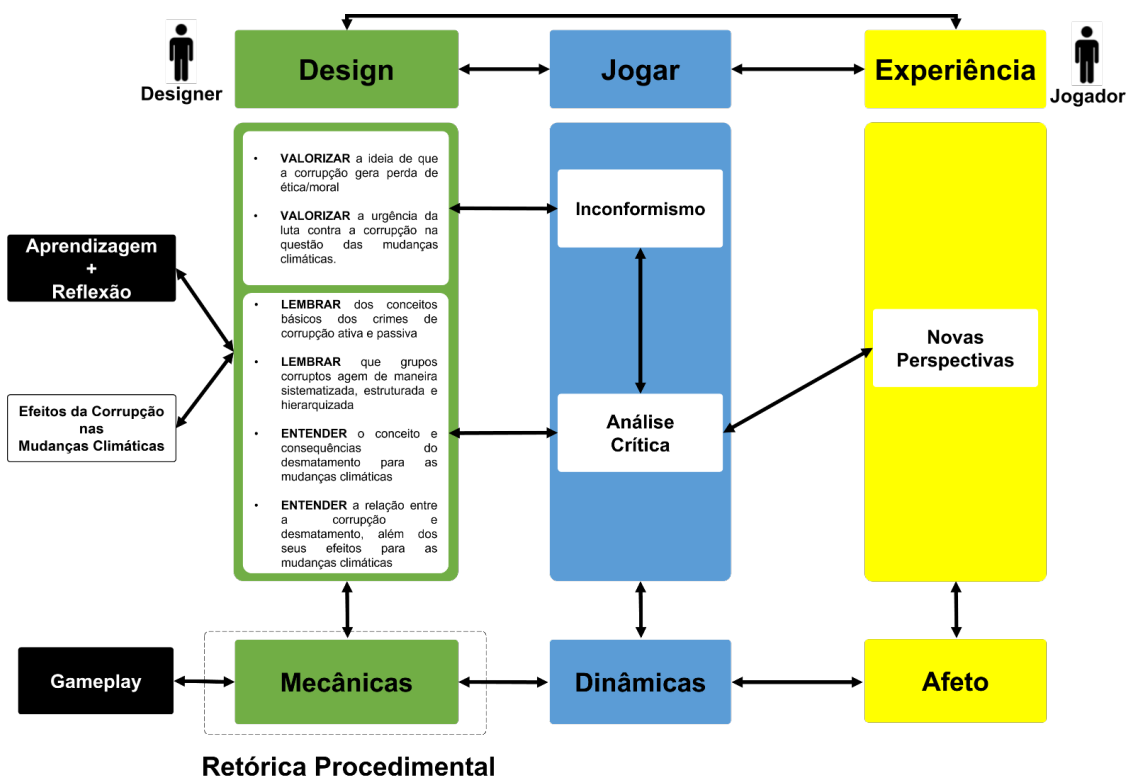 Designer
Design
Jogar
Experiência
Jogador
Aprendizagem
+
Reflexão
Efeitos da Corrupção
nas
Mudanças Climáticas
• VALORIZAR a ideia de que
a corrupção gera perda de
ética/moral
• VALORIZAR a urgência da
luta contra a corrupção na
questão das mudanças
climáticas.
• LEMBRAR dos conceitos
básicos dos crimes de
corrupção ativa e passiva
• LEMBRAR que grupos
corruptos agem de maneira
sistematizada, estruturada e
hierarquizada
• ENTENDER o conceito e
consequências do
desmatamento para as
mudanças climáticas
• ENTENDER a relação entre
a corrupção e
desmatamento, além dos
seus efeitos para as
mudanças climáticas
Inconformismo
Análise
Crítica
Novas
Perspectivas
Gameplay
Mecânicas
Dinâmicas
Afeto
Retórica Procedimental